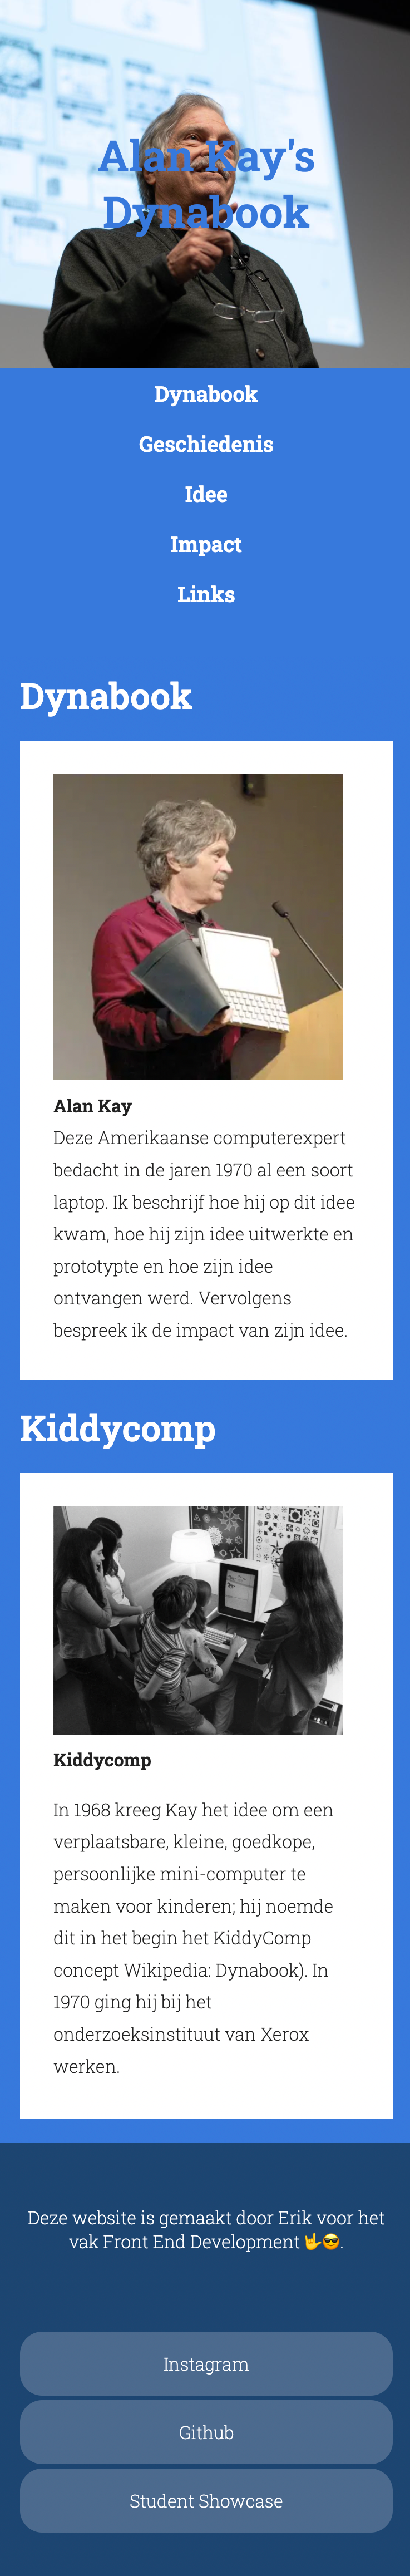 Alan Kay's
Dynabook
Dynabook
Geschiedenis
Idee
Impact
Links
Dynabook
Alan Kay
Deze Amerikaanse computerexpert
bedacht in de jaren 1970 al een soort
laptop. Ik beschrijf hoe hij op dit idee
kwam, hoe hij zijn idee uitwerkte en
prototypte en hoe zijn idee
ontvangen werd. Vervolgens
bespreek ik de impact van zijn idee.
Kiddycomp
Kiddycomp
In 1968 kreeg Kay het idee om een
verplaatsbare, kleine, goedkope,
persoonlijke mini-computer te
maken voor kinderen; hij noemde
dit in het begin het KiddyComp
concept Wikipedia: Dynabook). In
1970 ging hij bij het
onderzoeksinstituut van Xerox
werken.
Deze website is gemaakt door Erik voor het
vak Front End Development 🤟😎.
Instagram
Github
Student Showcase